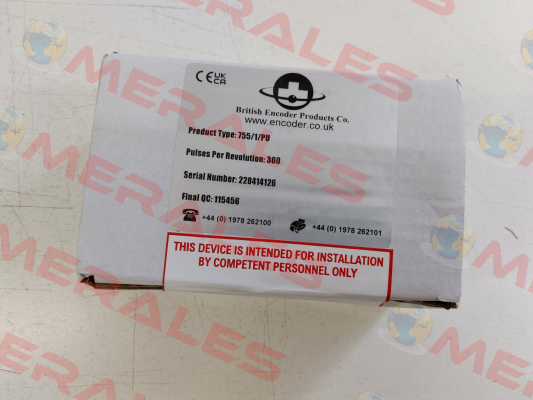 CE UK
CA
British Encoder Products Co.
www.encoder.co.uk
Product Type: 755/1/PU
Pulses Per Revolution: 360
Serial Number: 228414126
Final QC: 115456
+44 (0) 1978 262100
+44 (0) 1978 262101
THIS DEVICE IS INTENDED FOR INSTALLATION
BY COMPETENT PERSONNEL ONLY
MERALES
MERALES
MERALES
MERALES